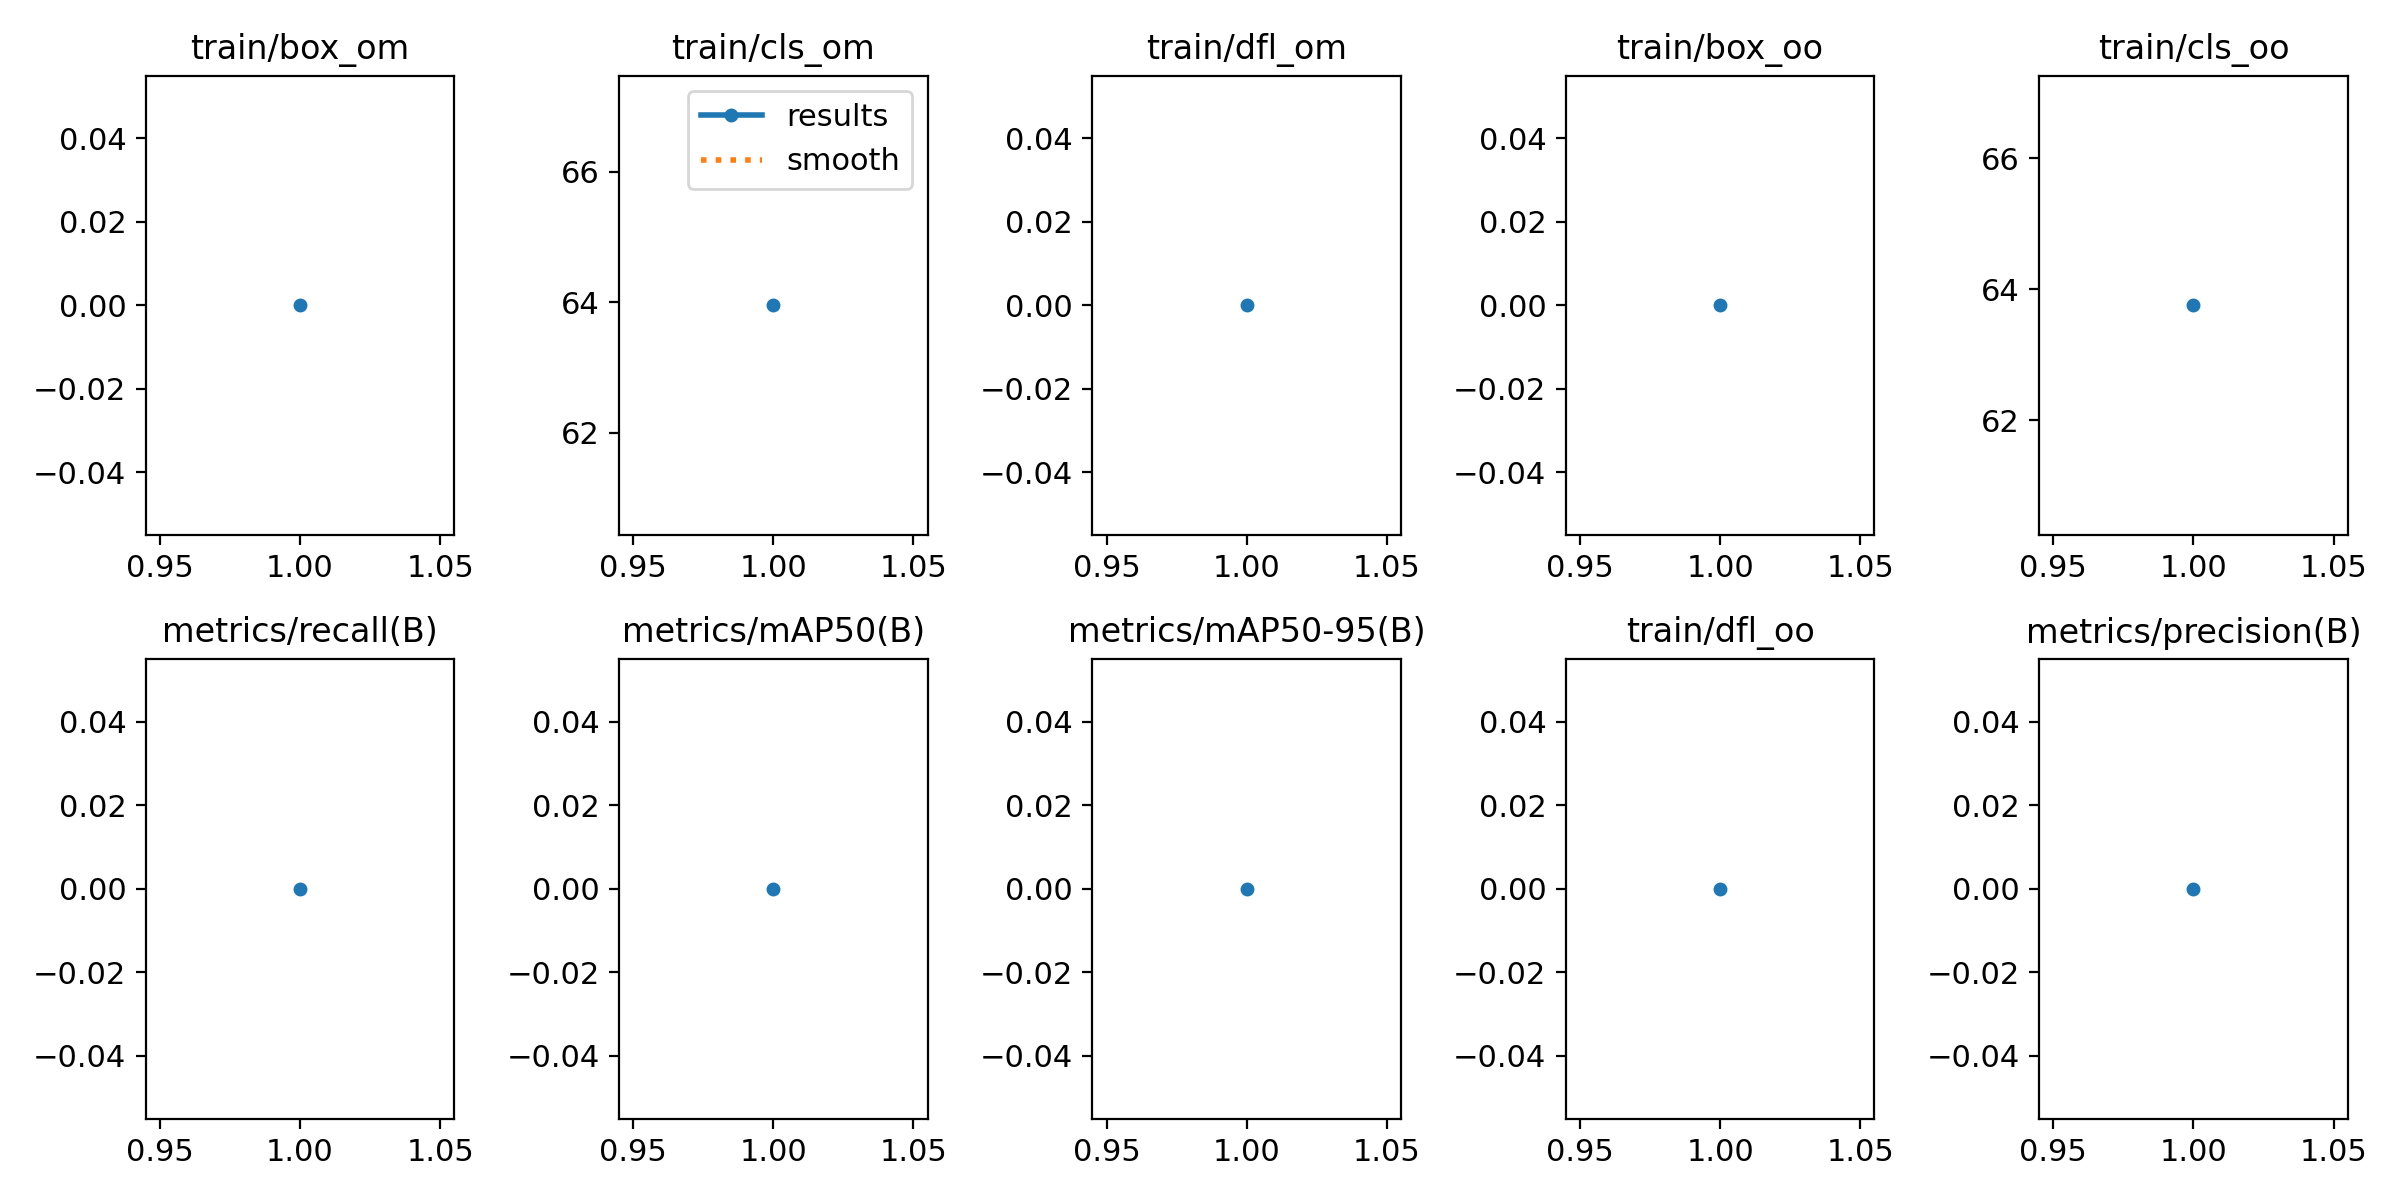 train/box_om train/cls_om train/dfl_om train/box_oo train/cls_oo
results
smooth
0.04 66 0.04 0.04 66
0.02 0.02 0.02
0.00 64 0.00 0.00 64
−0.02 62 −0.02 −0.02 62
−0.04 −0.04 −0.04
0.95 1.00 1.05 0.95 1.00 1.05 0.95 1.00 1.05 0.95 1.00 1.05 0.95 1.00 1.05
metrics/recall(B) metrics/mAP50(B) metrics/mAP50-95(B) train/dfl_oo metrics/precision(B)
0.04 0.04 0.04 0.04 0.04
0.02 0.02 0.02 0.02 0.02
0.00 0.00 0.00 0.00 0.00
−0.02 −0.02 −0.02 −0.02 −0.02
−0.04 −0.04 −0.04 −0.04 −0.04
0.95 1.00 1.05 0.95 1.00 1.05 0.95 1.00 1.05 0.95 1.00 1.05 0.95 1.00 1.05